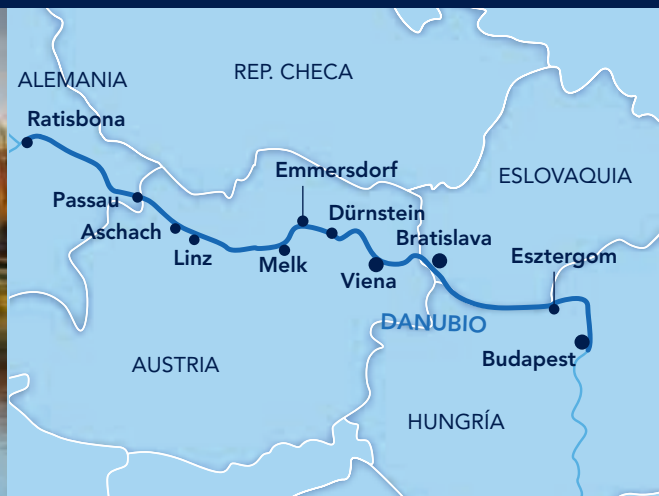 REP. CHECA
ALEMANIA
Ratisbona
Emmersdorf
ESLOVAQUIA
Passau
Dürnstein
Aschach
Bratislava
Linz
Melk
Viena
Esztergom
DANUBIO
AUSTRIA
Budapest
HUNGRÍA